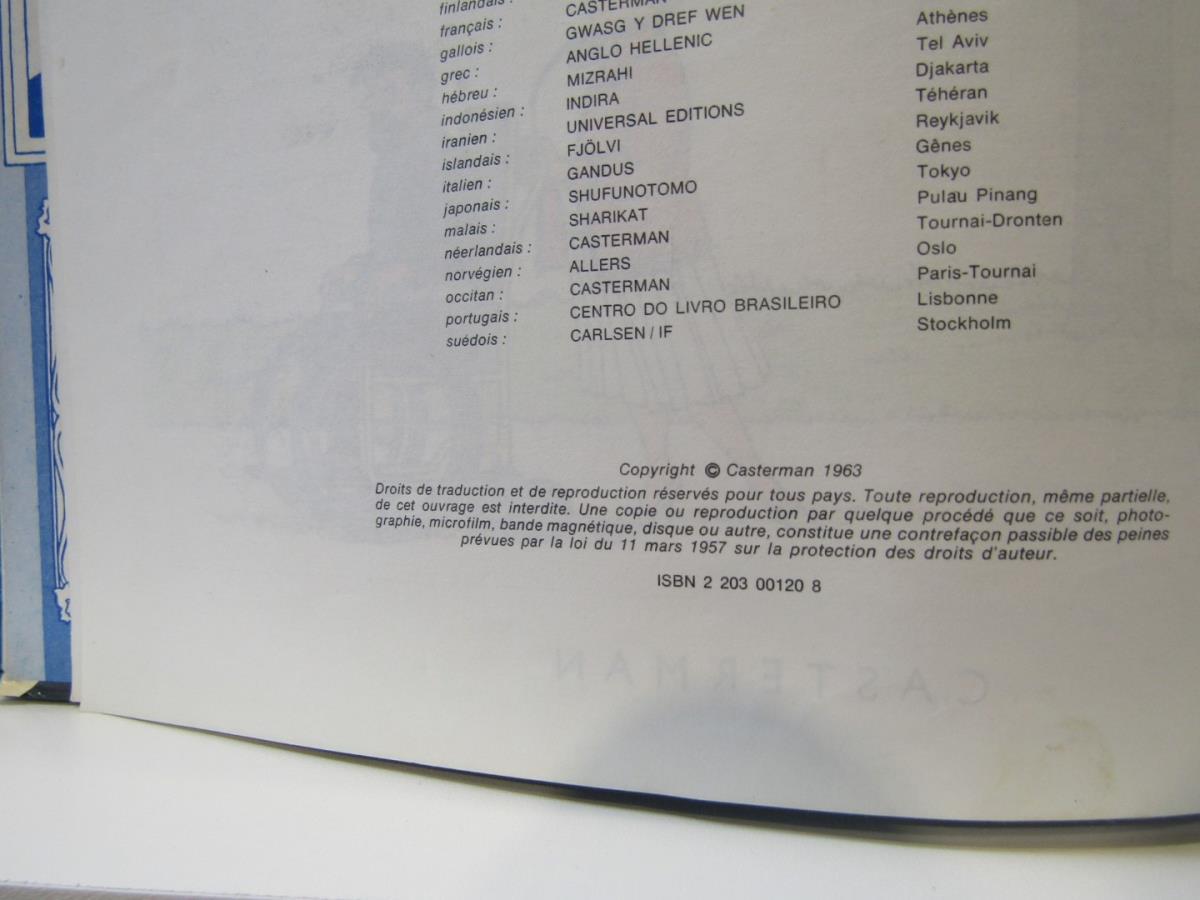 finlandais :
français : CASTERMAN
gallois : GWASG Y DREF WEN
grec : ANGLO HELLENIC Athènes
hébreu : MIZRAHI Tel Aviv
indonésien : INDIRA Djakarta
iranien : UNIVERSAL EDITIONS Téhéran
islandais : FJÖLVI Reykjavik
italien : GANDUS Gênes
japonais : SHUFUNOTOMO Tokyo
malais : SHARIKAT Pulau Pinang
néerlandais : CASTERMAN Tournai-Dronten
norvégien : ALLERS Oslo
occitan : CASTERMAN Paris-Tournai
portugais : CENTRO DO LIVRO BRASILEIRO Lisbonne
suédois : CARLSEN / IF Stockholm
Copyright © Casterman 1963
Droits de traduction et de reproduction réservés pour tous pays. Toute reproduction, même partielle,
de cet ouvrage est interdite. Une copie ou reproduction par quelque procédé que ce soit, photo-
graphie, microfilm, bande magnétique, disque ou autre, constitue une contrefaçon passible des peines
prévues par la loi du 11 mars 1957 sur la protection des droits d'auteur.
ISBN 2 203 00120 8
CASTERMAN